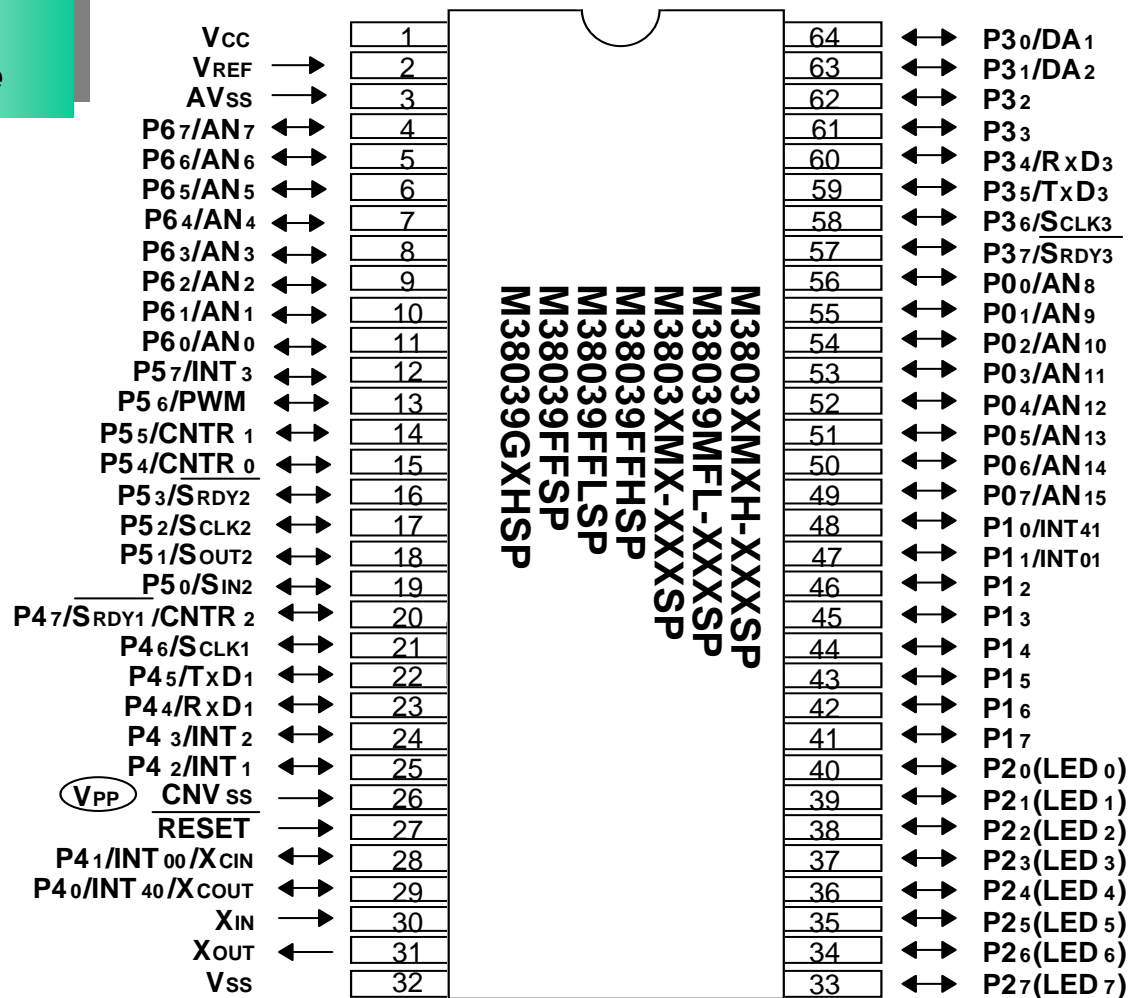 e
VCC 1 64 P30/DA1
VREF 2 63 P31/DA2
AVSS 3 62 P32
P67/AN7 4 61 P33
P66/AN6 5 60 P34/RxD3
P65/AN5 6 59 P35/TxD3
P64/AN4 7 58 P36/SCLK3
P63/AN3 8 57 P37/SRDY3
P62/AN2 9 56 P00/AN8
P61/AN1 10 55 P01/AN9
P60/AN0 11 54 P02/AN10
P57/INT3 12 53 P03/AN11
P56/PWM 13 52 P04/AN12
P55/CNTR1 14 51 P05/AN13
P54/CNTR0 15 50 P06/AN14
P53/SRDY2 16 49 P07/AN15
P52/SCLK2 17 48 P10/INT41
P51/SOUT2 18 47 P11/INT01
P50/SIN2 19 46 P12
P47/SRDY1/CNTR2 20 45 P13
P46/SCLK1 21 44 P14
P45/TxD1 22 43 P15
P44/RxD1 23 42 P16
P43/INT2 24 41 P17
P42/INT1 25 40 P20(LED0)
VPP CNVSS 26 39 P21(LED1)
RESET 27 38 P22(LED2)
P41/INT00/XCIN 28 37 P23(LED3)
P40/INT40/XCOUT 29 36 P24(LED4)
XIN 30 35 P25(LED5)
XOUT 31 34 P26(LED6)
VSS 32 33 P27(LED7)
M3803XMXH-XXXSP
M38039MFL-XXXSP
M3803XMX-XXXSP
M38039FFHSP
M38039FFLSP
M38039FFSP
M38039GXHSP